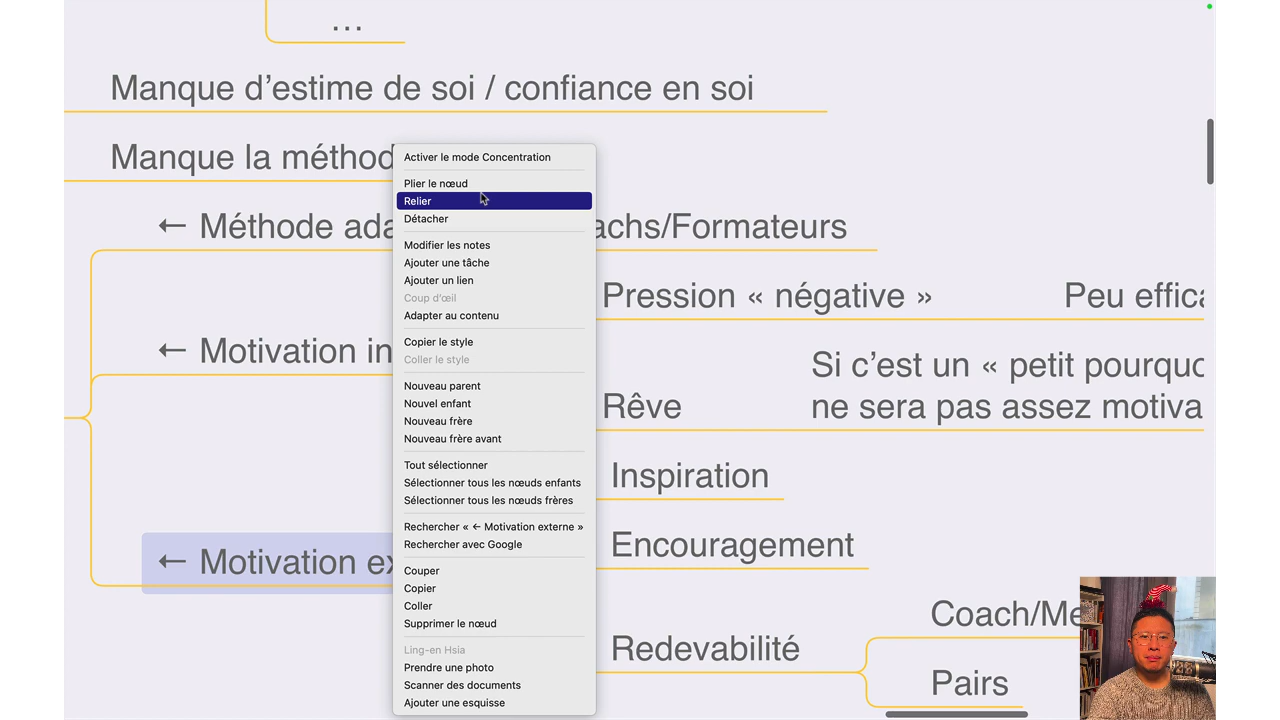 ...
Manque d’estime de soi / confiance en soi
Manque la méthod
← Méthode ada
achs/Formateurs
Pression « négative »
Peu effica
← Motivation in
Si c’est un « petit pourquo
Rêve
ne sera pas assez motiva
Inspiration
Encouragement
← Motivation ex
Coach/Me
Redevabilité
Pairs
Activer le mode Concentration
Plier le nœud
Relier
Détacher
Modifier les notes
Ajouter une tâche
Ajouter un lien
Coup d’œil
Adapter au contenu
Copier le style
Coller le style
Nouveau parent
Nouvel enfant
Nouveau frère
Nouveau frère avant
Tout sélectionner
Sélectionner tous les nœuds enfants
Sélectionner tous les nœuds frères
Rechercher « ← Motivation externe »
Rechercher avec Google
Couper
Copier
Coller
Supprimer le nœud
Ling-en Hsia
Prendre une photo
Scanner des documents
Ajouter une esquisse